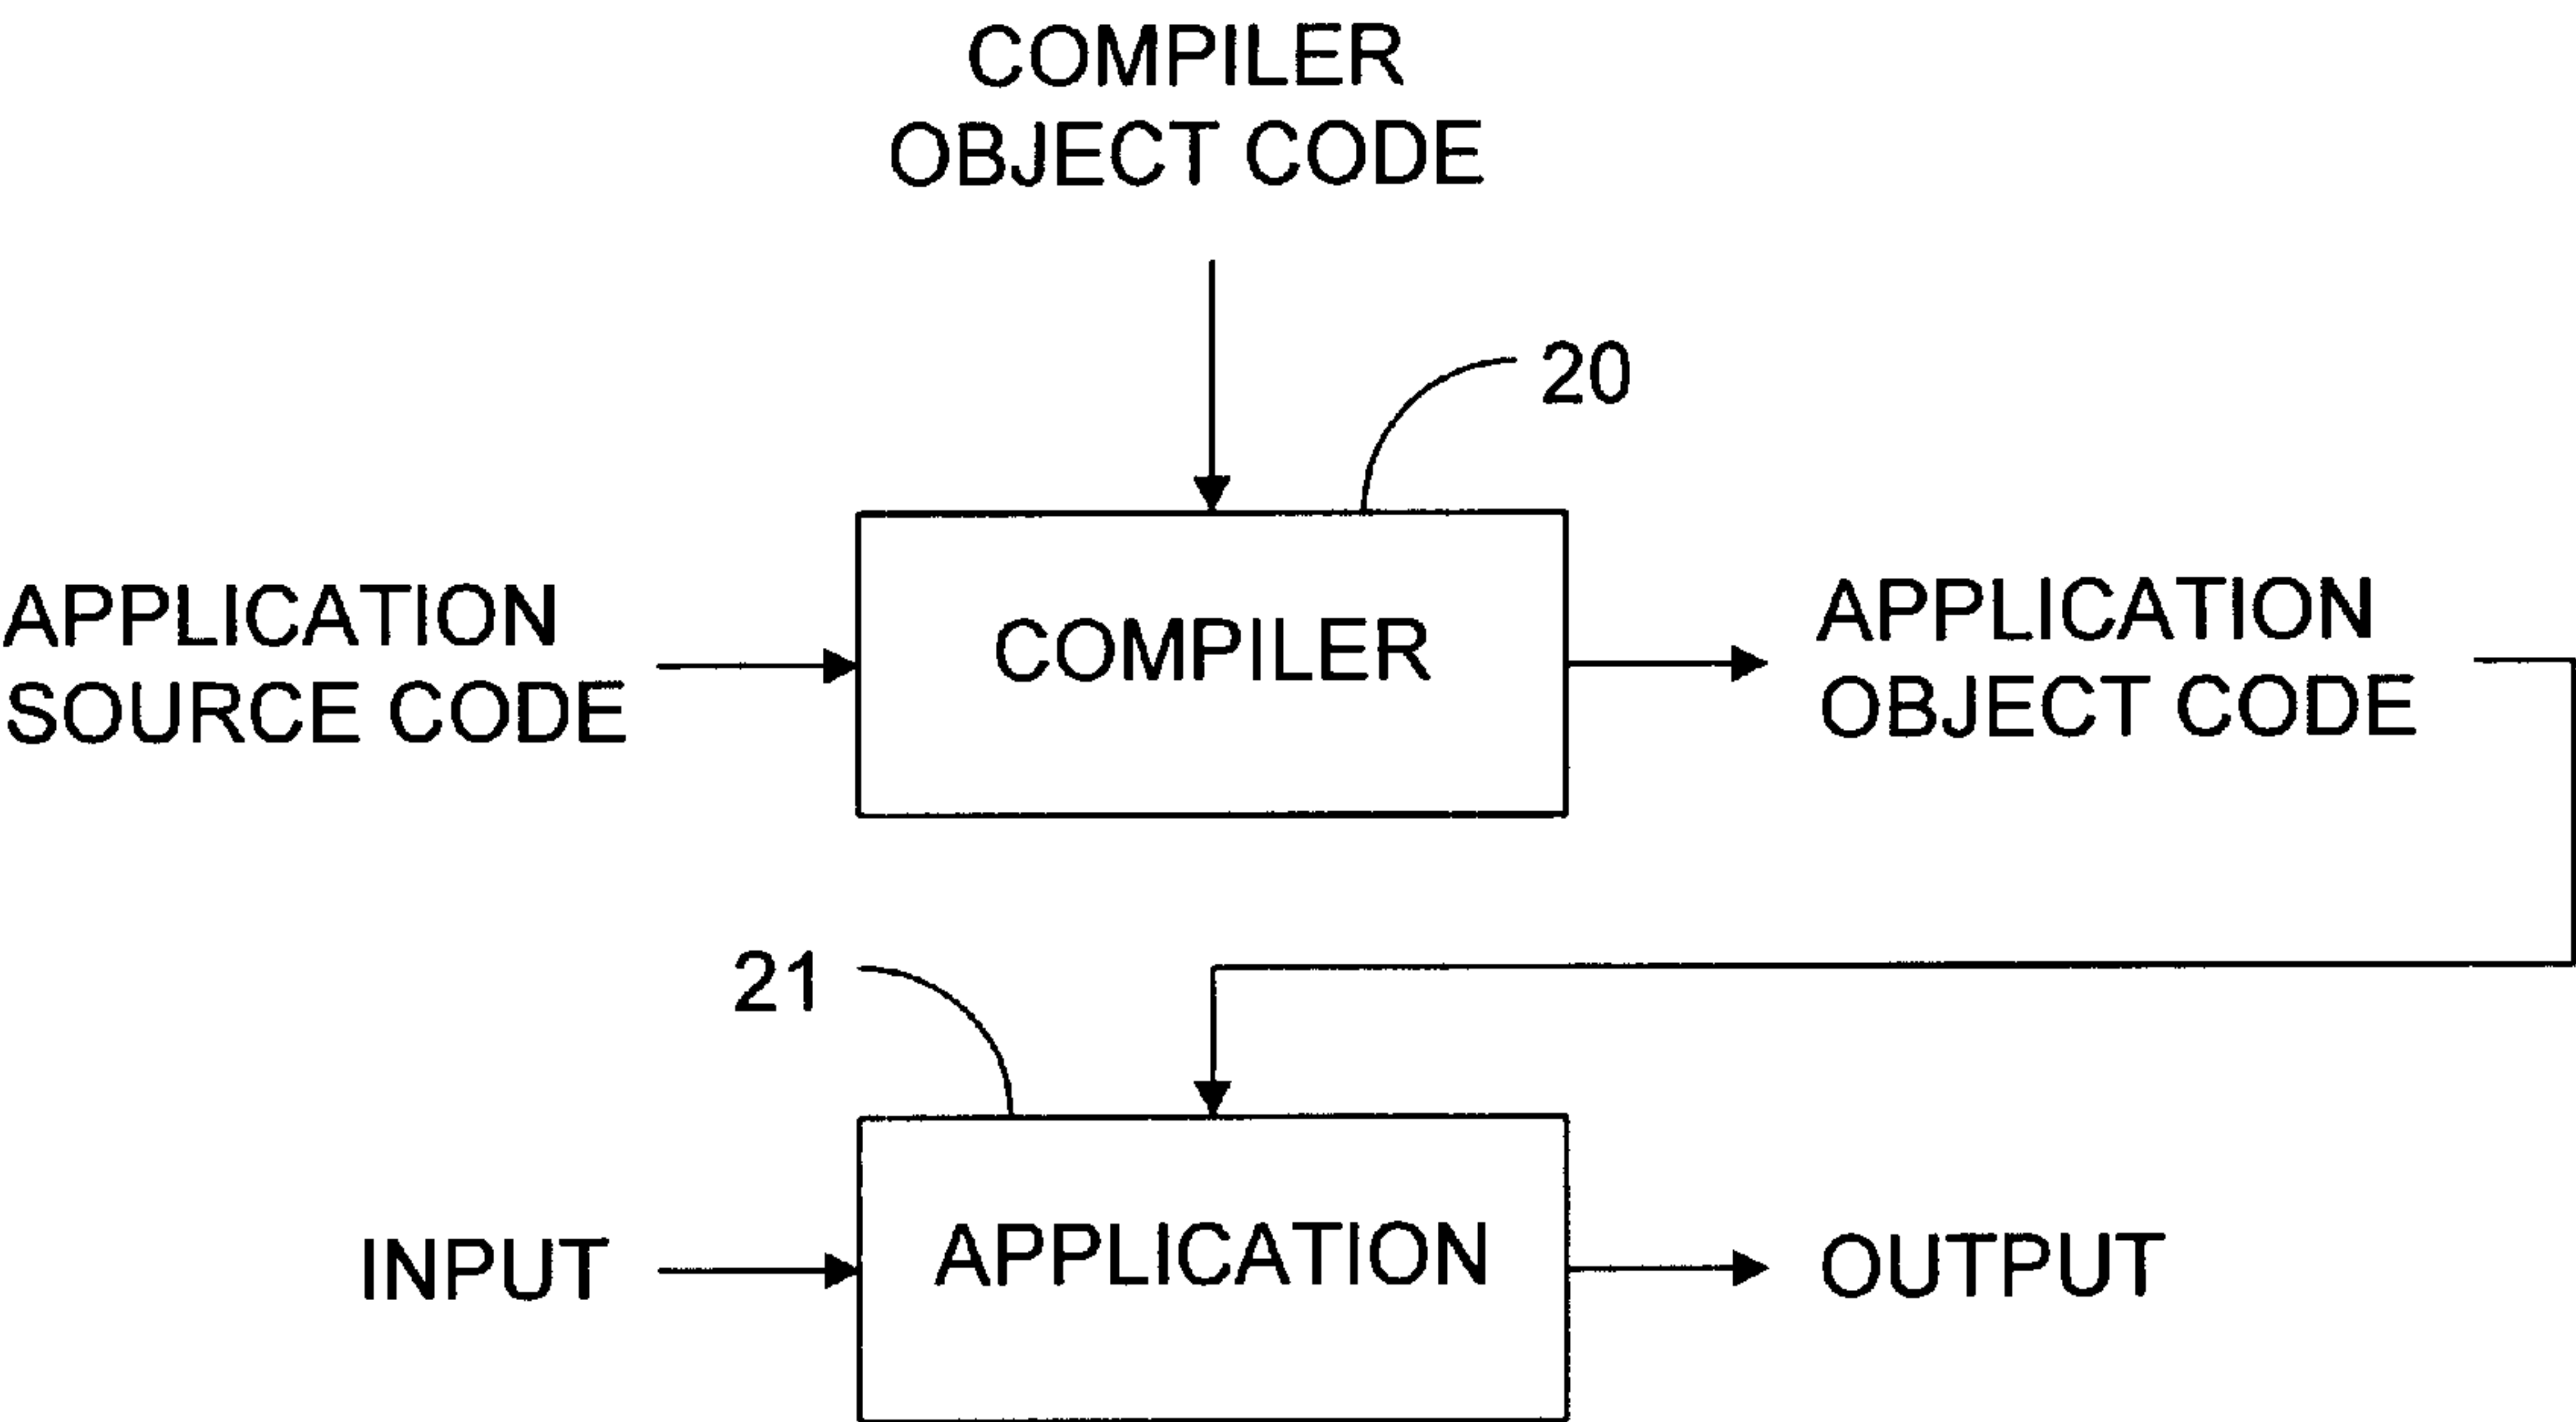 COMPILER
OBJECT CODE
20
APPLICATION
SOURCE CODE
COMPILER
APPLICATION
OBJECT CODE
21
INPUT
APPLICATION
OUTPUT